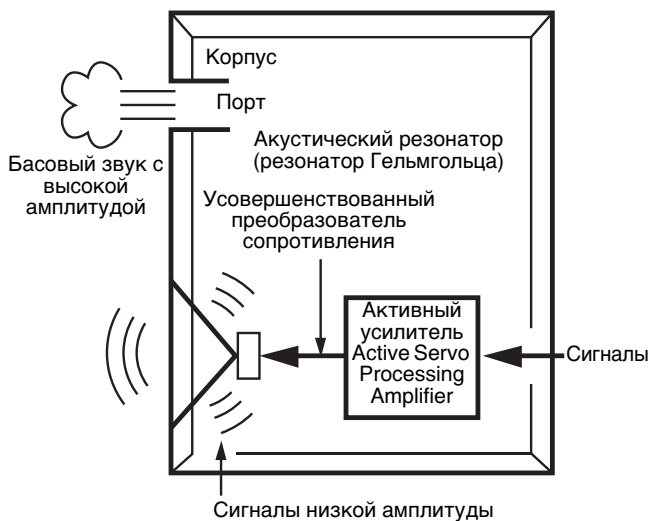 Корпус
Порт
Акустический резонатор
(резонатор Гельмгольца)
Басовый звук с
высокой
амплитудой
Усовершенствованный
преобразователь
сопротивления
Активный
усилитель
Active Servo
Processing
Amplifier
Сигналы
Сигналы низкой амплитуды